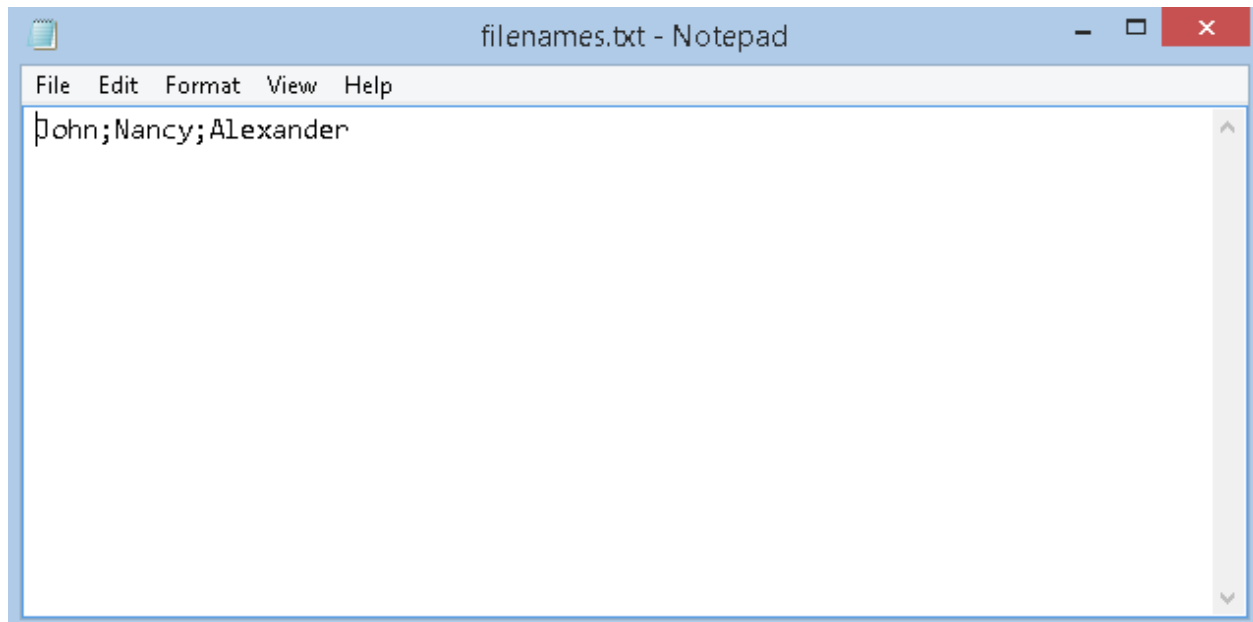 filenames.txt - Notepad
File Edit Format View Help
John;Nancy;Alexander